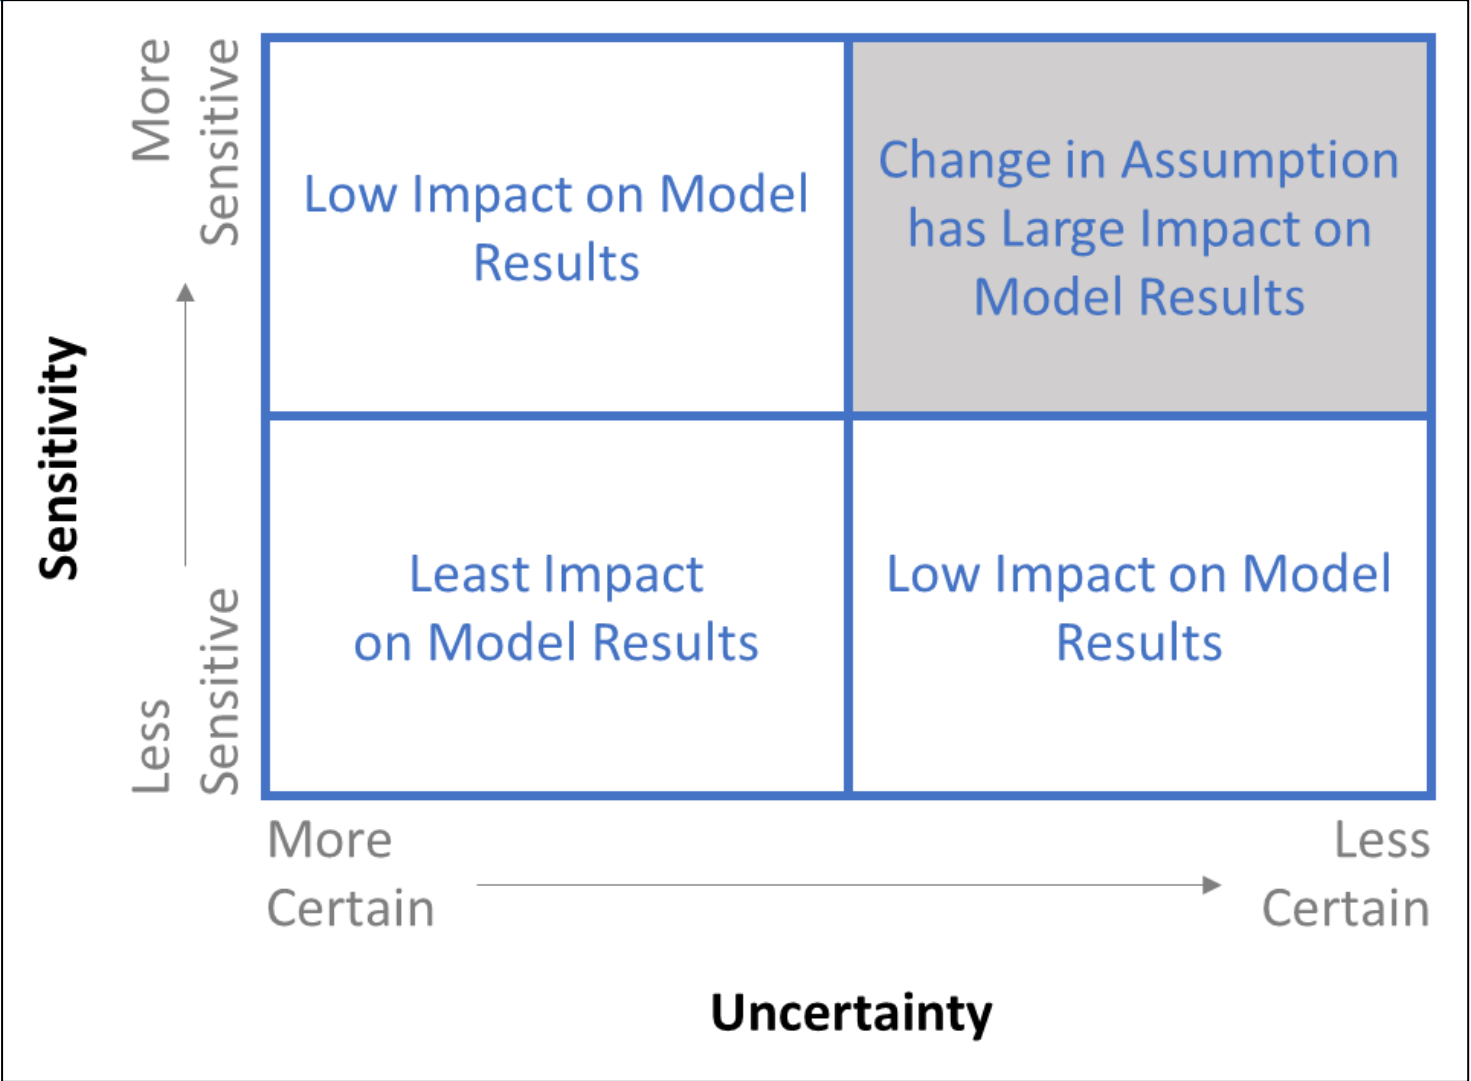 More
Sensitive
Low Impact on Model
Results
Change in Assumption
has Large Impact on
Model Results
Sensitivity
Less
Sensitive
Least Impact
on Model Results
Low Impact on Model
Results
More
Certain
Less
Certain
Uncertainty